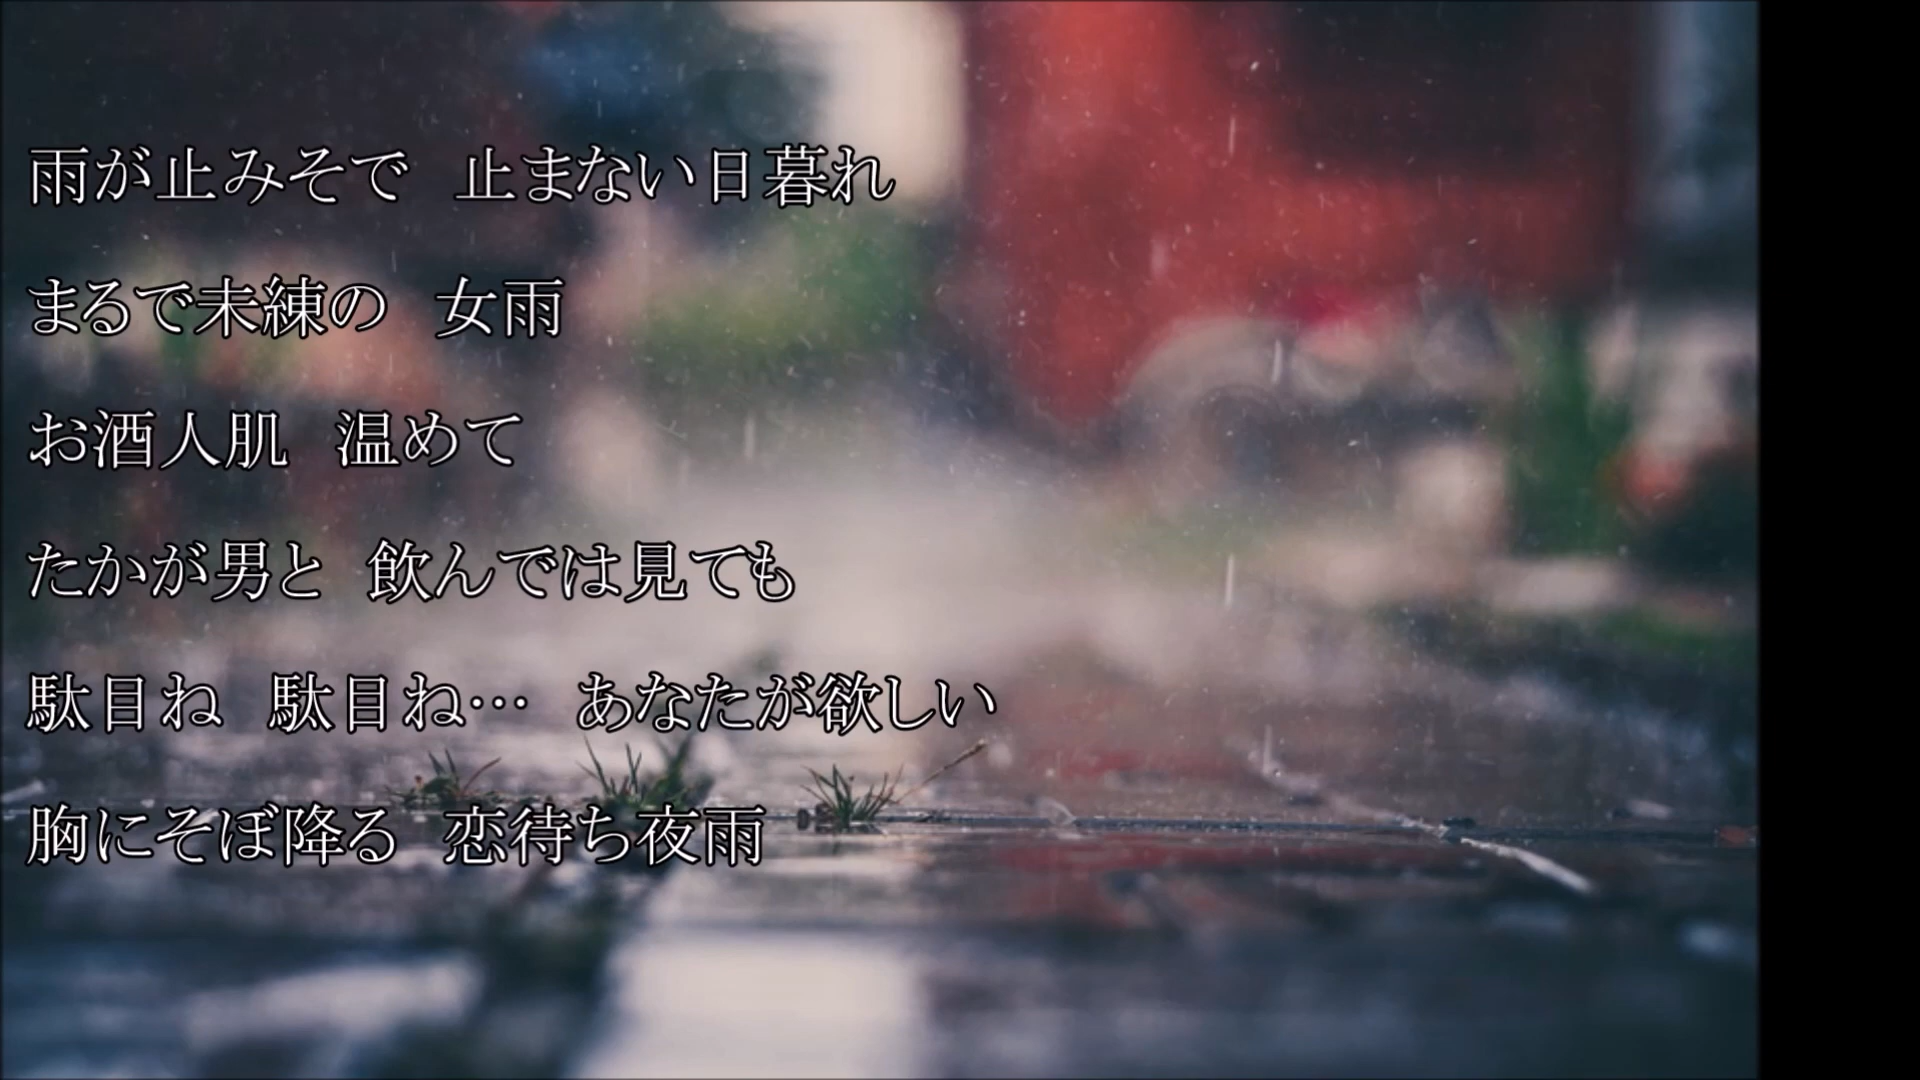 雨が止みそで　止まない日暮れ
まるで未練の　女雨
お酒人肌　温めて
たかが男と　飲んでは見ても
駄目ね　駄目ね…　あなたが欲しい
胸にそぼ降る　恋待ち夜雨